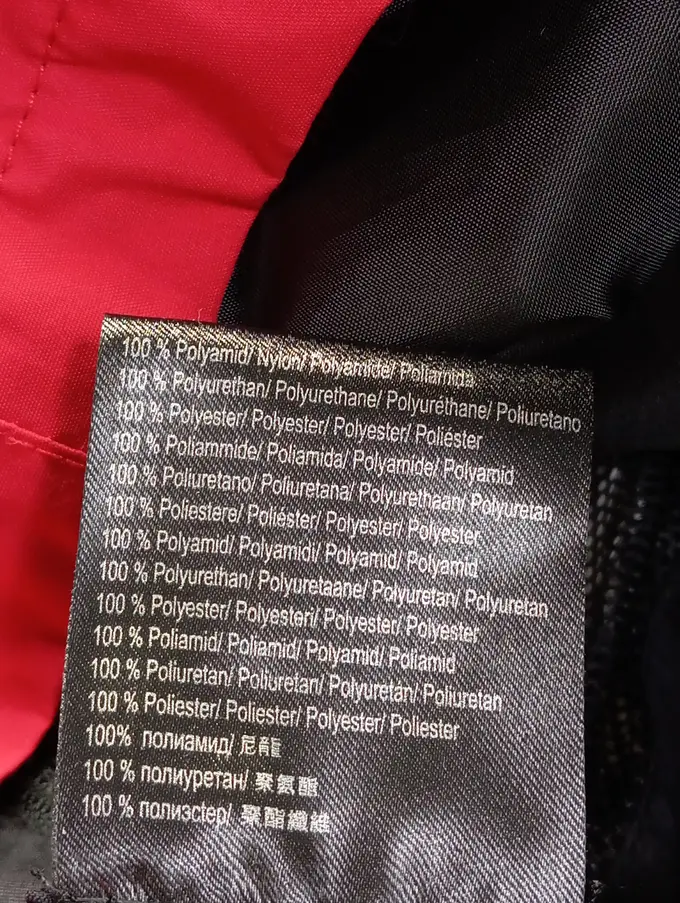 100 % Polyamid/ Nylon/ Polyamide/ Poliamida
100 % Polyurethan/ Polyurethane/ Polyuréthane/ Poliuretano
100 % Polyester/ Polyester/ Polyester/ Poliéster
100 % Poliammide/ Poliamida/ Polyamide/ Polyamid
100 % Poliuretano/ Poliuretana/ Polyurethaan/ Polyuretan
100 % Poliestere/ Poliéster/ Polyester/ Polyester
100 % Polyamid/ Polyamidi/ Polyamid/ Polyamid
100 % Polyurethan/ Polyuretaane/ Polyuretan/ Polyuretan
100 % Polyester/ Polyesteri/ Polyester/ Polyester
100 % Poliamid/ Poliamid/ Polyamid/ Poliamid
100 % Poliuretan/ Poliuretan/ Polyuretán/ Poliuretan
100 % Poliester/ Poliester/ Polyester/ Poliester
100% полиамид/ 尼龍
100 % полиуретан/ 聚氨酯
100 % полиэстер/ 聚酯纖維